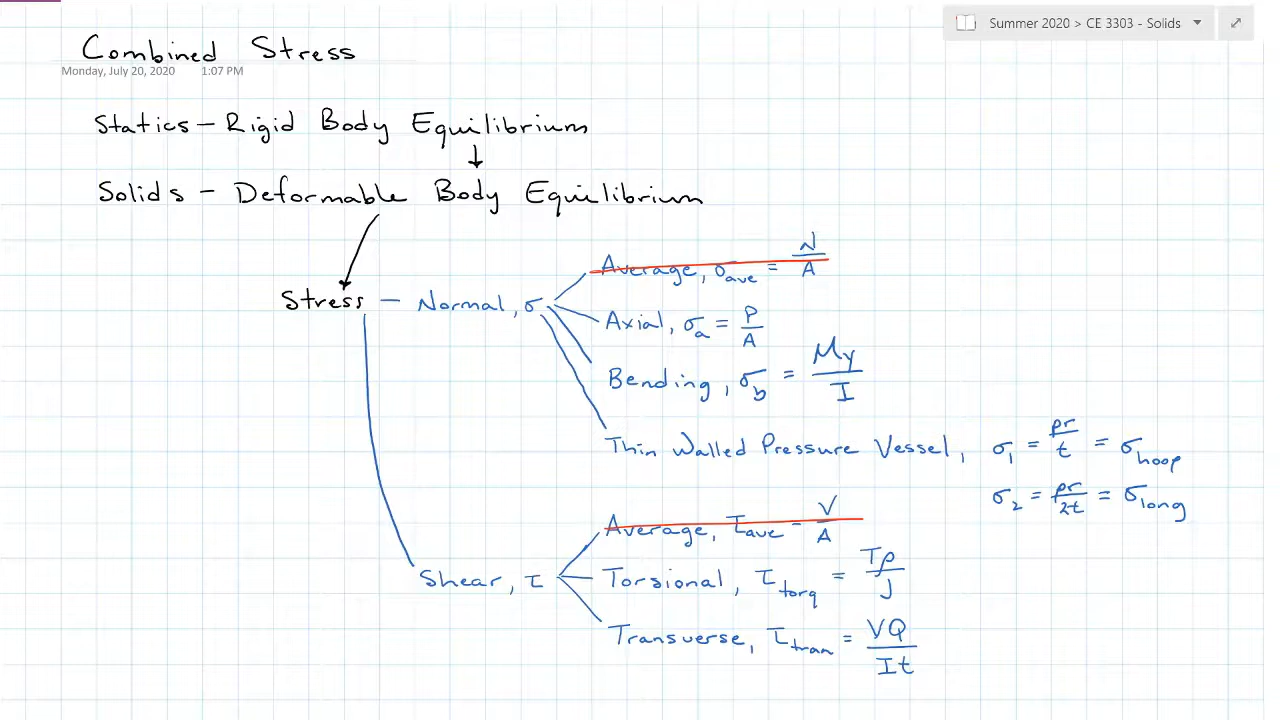 Summer 2020 > CE 3303 - Solids
Combined Stress
Monday, July 20, 2020 1:07 PM
Statics – Rigid Body Equilibrium
Solids – Deformable Body Equilibrium
Stress – Normal, σ
Average, σave = N/A
Axial, σa = P/A
Bending, σb = My/I
Thin Walled Pressure Vessel, σ1 = pr/t = σhoop
σ2 = pr/2t = σlong
Shear, τ
Average, τave = V/A
Torsional, τtorq = Tρ/J
Transverse, τtran = VQ/It